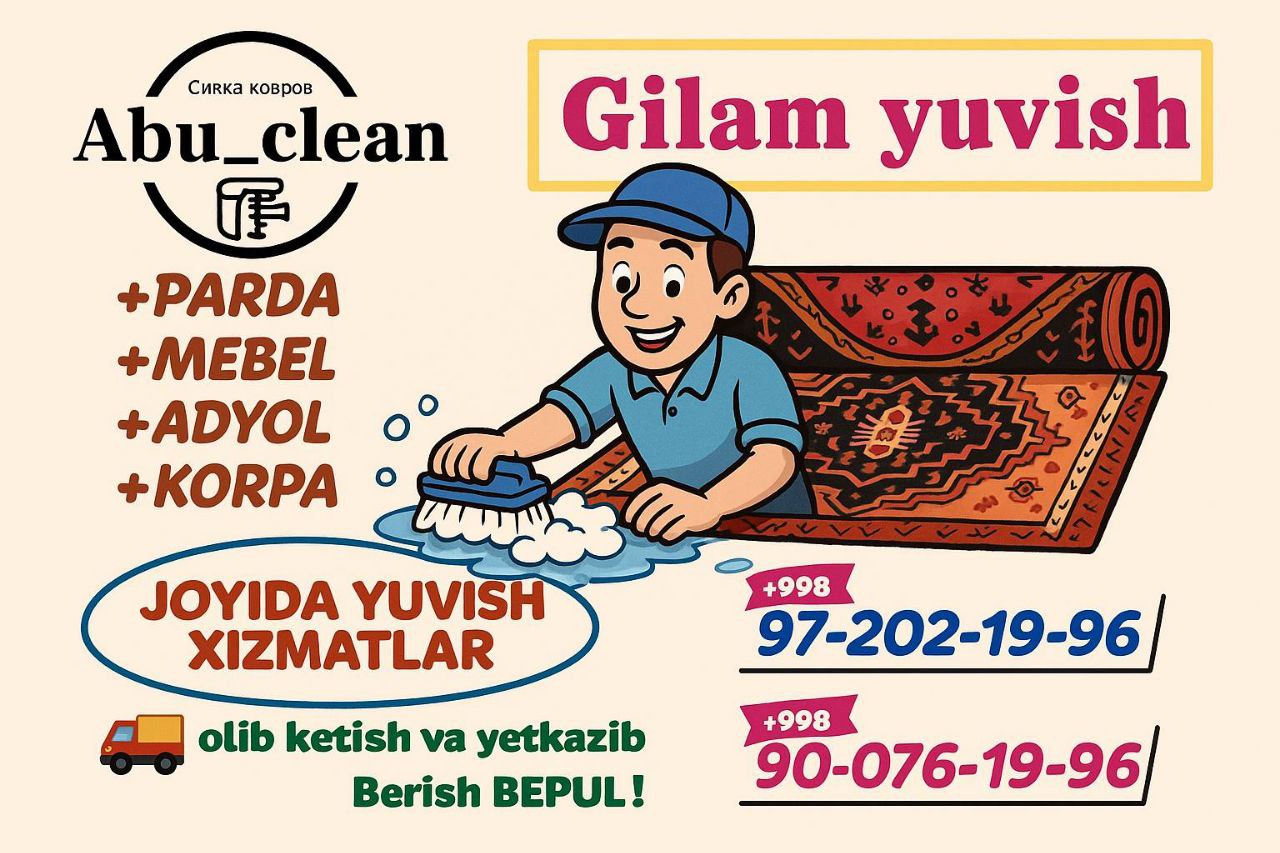 Сияка ковров
Abu_clean
Gilam yuvish
+PARDA
+MEBEL
+ADYOL
+KORPA
JOYIDA YUVISH
XIZMATLAR
olib ketish va yetkazib
Berish BEPUL!
+998
97-202-19-96
+998
90-076-19-96